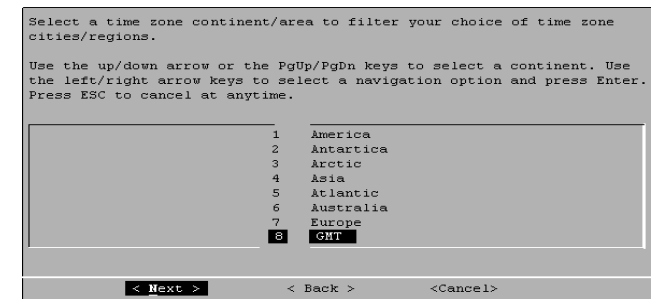 Select a time zone continent/area to filter your choice of time zone
cities/regions.
Use the up/down arrow or the PgUp/PgDn keys to select a continent. Use
the left/right arrow keys to select a navigation option and press Enter.
Press ESC to cancel at anytime.
1 America
2 Antartica
3 Arctic
4 Asia
5 Atlantic
6 Australia
7 Europe
8 GMT
< Next > < Back > <Cancel>